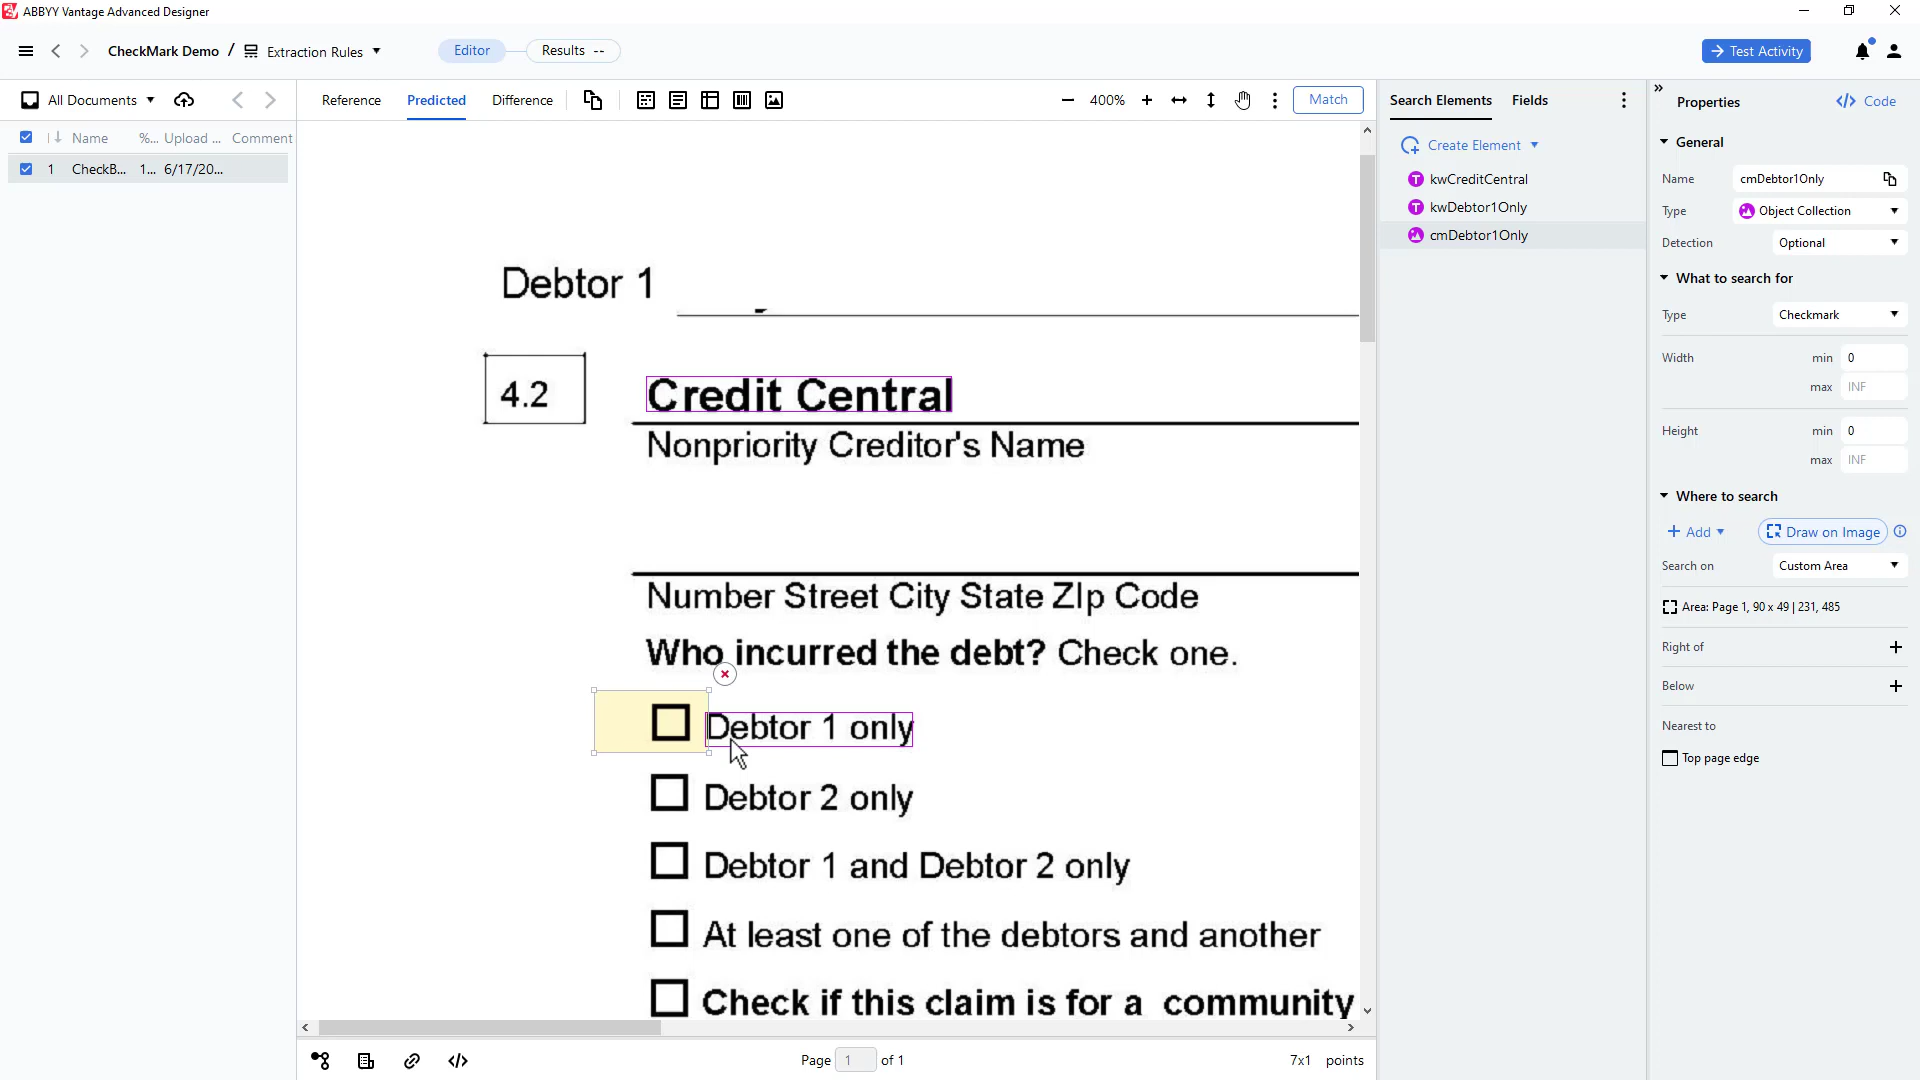 ABBYY Vantage Advanced Designer
CheckMark Demo / Extraction Rules
Editor
Results --
Test Activity
All Documents
Reference
Predicted
Difference
400%
Match
Search Elements
Fields
Properties
Code
Name
%...
Upload ...
Comment
1
CheckB...
1...
6/17/20...
Create Element
kwCreditCentral
kwDebtor1Only
cmDebtor1Only
General
Name
cmDebtor1Only
Type
Object Collection
Detection
Optional
What to search for
Type
Checkmark
Width
min
0
max
INF
Height
min
0
max
INF
Where to search
Add
Draw on Image
Search on
Custom Area
Area: Page 1, 90 x 49 | 231, 485
Right of
Below
Nearest to
Top page edge
Debtor 1
4.2
Credit Central
Nonpriority Creditor's Name
Number Street City State ZIp Code
Who incurred the debt? Check one.
Debtor 1 only
Debtor 2 only
Debtor 1 and Debtor 2 only
At least one of the debtors and another
Check if this claim is for a community
Page 1 of 1
7x1 points